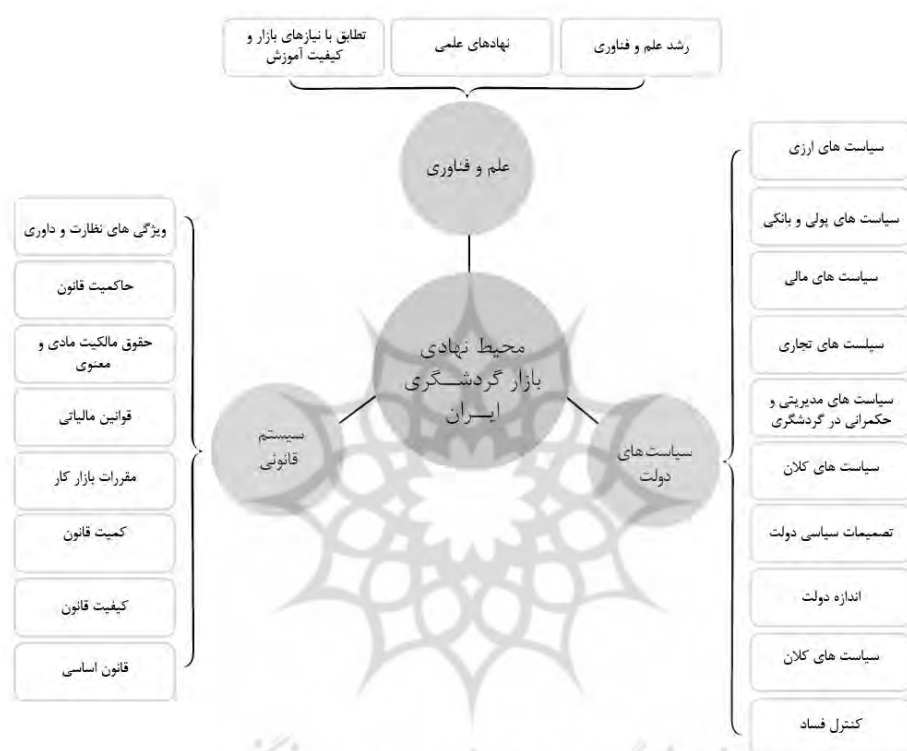 رشد علم و فناوری
نهادهای علمی
تطابق با نیازهای بازار و
کیفیت آموزش
علم و فناوری
سیاست های ارزی
سیاست های پولی و بانکی
سیاست های مالی
سیلست های تجاری
سیاست های مدیریتی و
حکمرانی در گردشگری
سیاست های کلان
تصمیمات سیاسی دولت
اندازه دولت
سیاست های کلان
کنترل فساد
سیاست‌های
دولت
محیط نهادی
بازار گردشـــگری
ایـــران
سیستم
قانونی
ویژگی های نظارت و داوری
حاکمیت قانون
حقوق مالکیت مادی و
معنوی
قوانین مالیاتی
مقررات بازار کار
کمیت قانون
کیفیت قانون
قانون اساسی